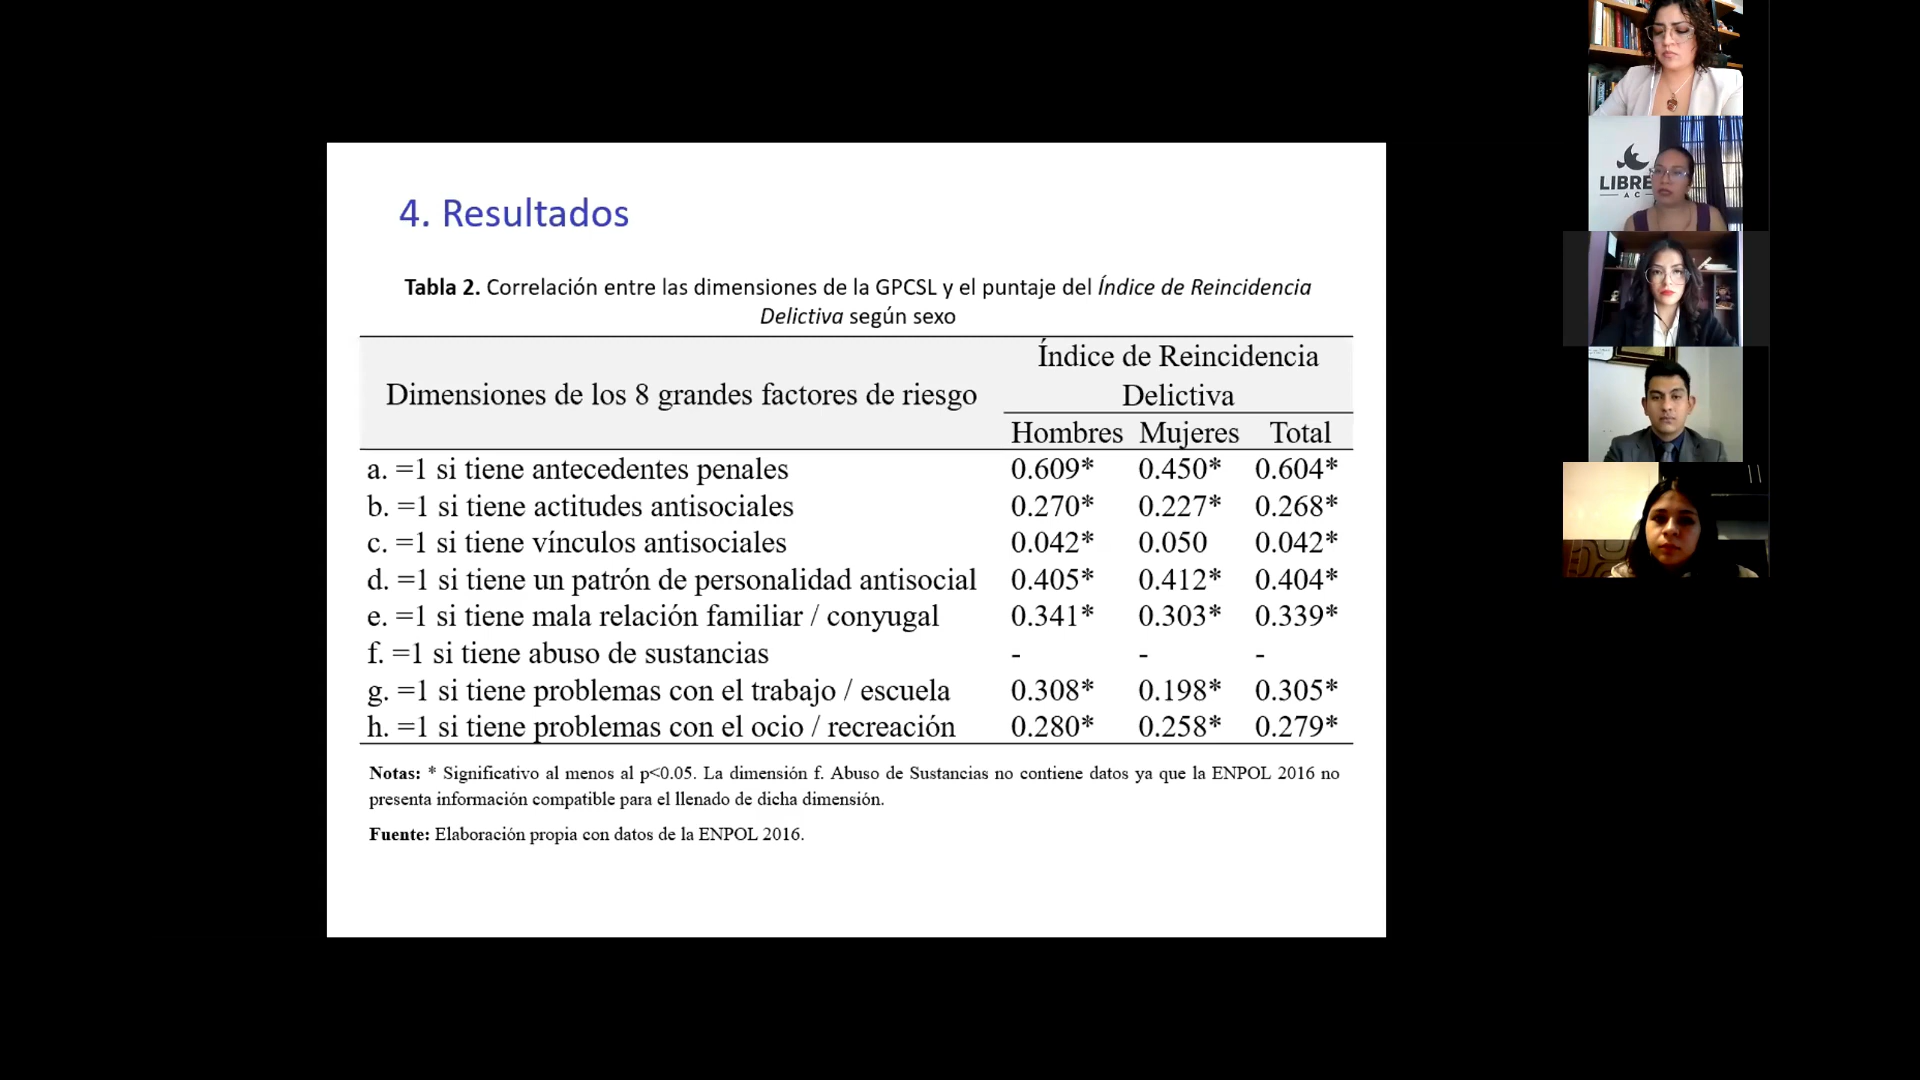 4. Resultados
Tabla 2. Correlación entre las dimensiones de la GPCSL y el puntaje del Índice de Reincidencia
Delictiva según sexo
Dimensiones de los 8 grandes factores de riesgo
Índice de Reincidencia
Delictiva
Hombres Mujeres Total
a. =1 si tiene antecedentes penales 0.609* 0.450* 0.604*
b. =1 si tiene actitudes antisociales 0.270* 0.227* 0.268*
c. =1 si tiene vínculos antisociales 0.042* 0.050 0.042*
d. =1 si tiene un patrón de personalidad antisocial 0.405* 0.412* 0.404*
e. =1 si tiene mala relación familiar / conyugal 0.341* 0.303* 0.339*
f. =1 si tiene abuso de sustancias - - -
g. =1 si tiene problemas con el trabajo / escuela 0.308* 0.198* 0.305*
h. =1 si tiene problemas con el ocio / recreación 0.280* 0.258* 0.279*
Notas: * Significativo al menos al p<0.05. La dimensión f. Abuso de Sustancias no contiene datos ya que la ENPOL 2016 no
presenta información compatible para el llenado de dicha dimensión.
Fuente: Elaboración propia con datos de la ENPOL 2016.
LIBRE
A C